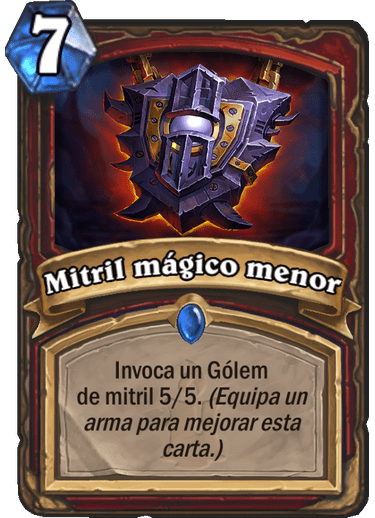 7
Mitril mágico menor
Invoca un Gólem
de mitril 5/5. (Equipa un
arma para mejorar esta
carta.)